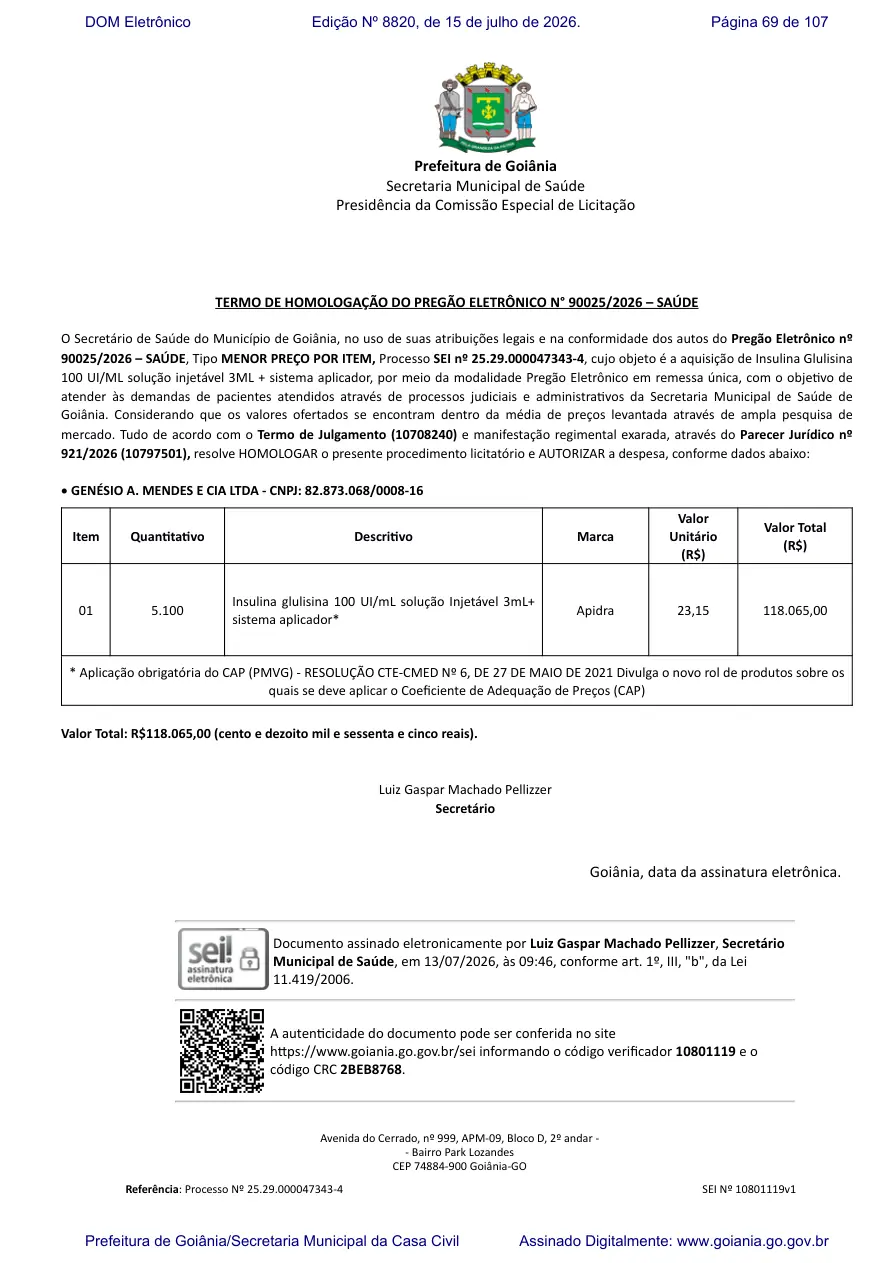 DOM Eletrônico Edição Nº 8820, de 15 de julho de 2026. Página 69 de 107
Prefeitura de Goiânia
Secretaria Municipal de Saúde
Presidência da Comissão Especial de Licitação
TERMO DE HOMOLOGAÇÃO DO PREGÃO ELETRÔNICO N° 90025/2026 – SAÚDE
O Secretário de Saúde do Município de Goiânia, no uso de suas atribuições legais e na conformidade dos autos do Pregão Eletrônico nº
90025/2026 – SAÚDE, Tipo MENOR PREÇO POR ITEM, Processo SEI nº 25.29.000047343-4, cujo objeto é a aquisição de Insulina Glulisina
100 UI/ML solução injetável 3ML + sistema aplicador, por meio da modalidade Pregão Eletrônico em remessa única, com o objetivo de
atender às demandas de pacientes atendidos através de processos judiciais e administrativos da Secretaria Municipal de Saúde de
Goiânia. Considerando que os valores ofertados se encontram dentro da média de preços levantada através de ampla pesquisa de
mercado. Tudo de acordo com o Termo de Julgamento (10708240) e manifestação regimental exarada, através do Parecer Jurídico nº
921/2026 (10797501), resolve HOMOLOGAR o presente procedimento licitatório e AUTORIZAR a despesa, conforme dados abaixo:
• GENÉSIO A. MENDES E CIA LTDA - CNPJ: 82.873.068/0008-16
Item Quantitativo Descritivo Marca Valor Unitário (R$) Valor Total (R$)
01 5.100 Insulina glulisina 100 UI/mL solução Injetável 3mL+ sistema aplicador* Apidra 23,15 118.065,00
* Aplicação obrigatória do CAP (PMVG) - RESOLUÇÃO CTE-CMED Nº 6, DE 27 DE MAIO DE 2021 Divulga o novo rol de produtos sobre os
quais se deve aplicar o Coeficiente de Adequação de Preços (CAP)
Valor Total: R$118.065,00 (cento e dezoito mil e sessenta e cinco reais).
Luiz Gaspar Machado Pellizzer
Secretário
Goiânia, data da assinatura eletrônica.
sei!
assinatura
eletrônica
Documento assinado eletronicamente por Luiz Gaspar Machado Pellizzer, Secretário
Municipal de Saúde, em 13/07/2026, às 09:46, conforme art. 1º, III, "b", da Lei
11.419/2006.
A autenticidade do documento pode ser conferida no site
https://www.goiania.go.gov.br/sei informando o código verificador 10801119 e o
código CRC 2BEB8768.
Avenida do Cerrado, nº 999, APM-09, Bloco D, 2º andar -
- Bairro Park Lozandes
CEP 74884-900 Goiânia-GO
Referência: Processo Nº 25.29.000047343-4 SEI Nº 10801119v1
Prefeitura de Goiânia/Secretaria Municipal da Casa Civil Assinado Digitalmente: www.goiania.go.gov.br